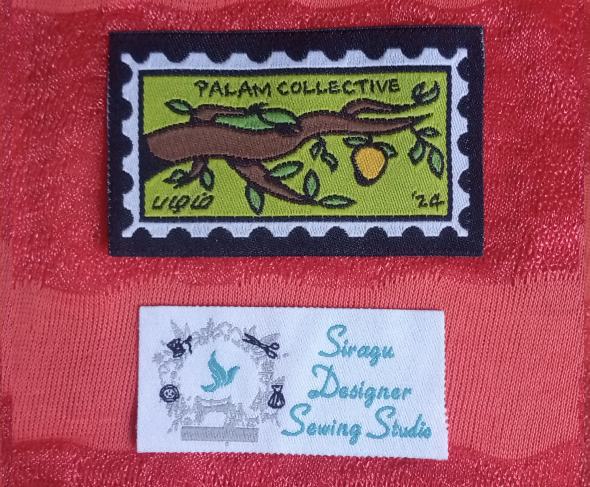 PALAM COLLECTIVE
பழம்
'24
Siragu
Designer
Sewing Studio